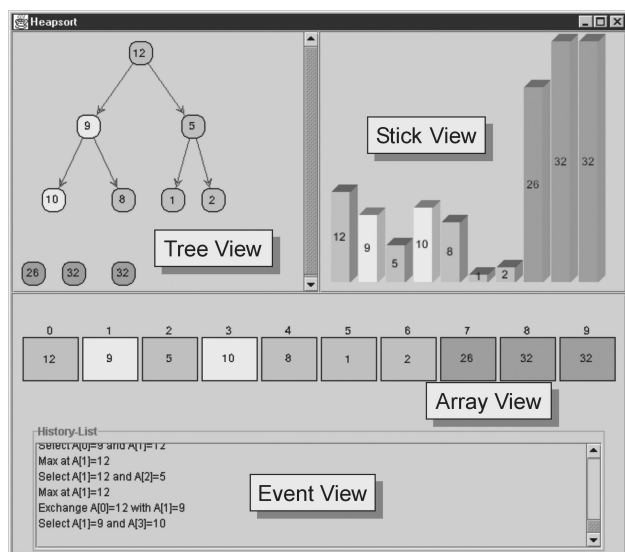 Heapsort
12
9
5
10
8
1
2
26
32
32
Tree View
Stick View
12
9
5
10
8
1
2
26
32
32
0 1 2 3 4 5 6 7 8 9
12 9 5 10 8 1 2 26 32 32
Array View
History-List
Select A[0]=9 and A[1]=12
Max at A[1]=12
Select A[1]=12 and A[2]=5
Max at A[1]=12
Exchange A[0]=12 with A[1]=9
Select A[1]=9 and A[3]=10
Event View